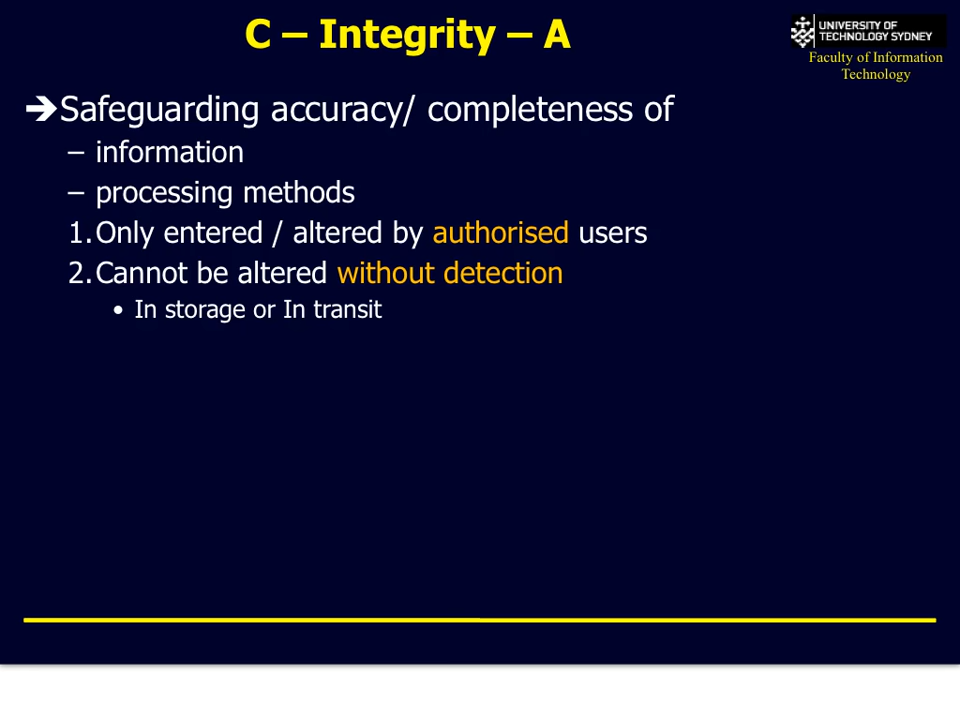 C – Integrity – A
UNIVERSITY OF
TECHNOLOGY SYDNEY
Faculty of Information
Technology
➔Safeguarding accuracy/ completeness of
– information
– processing methods
1.Only entered / altered by authorised users
2.Cannot be altered without detection
• In storage or In transit